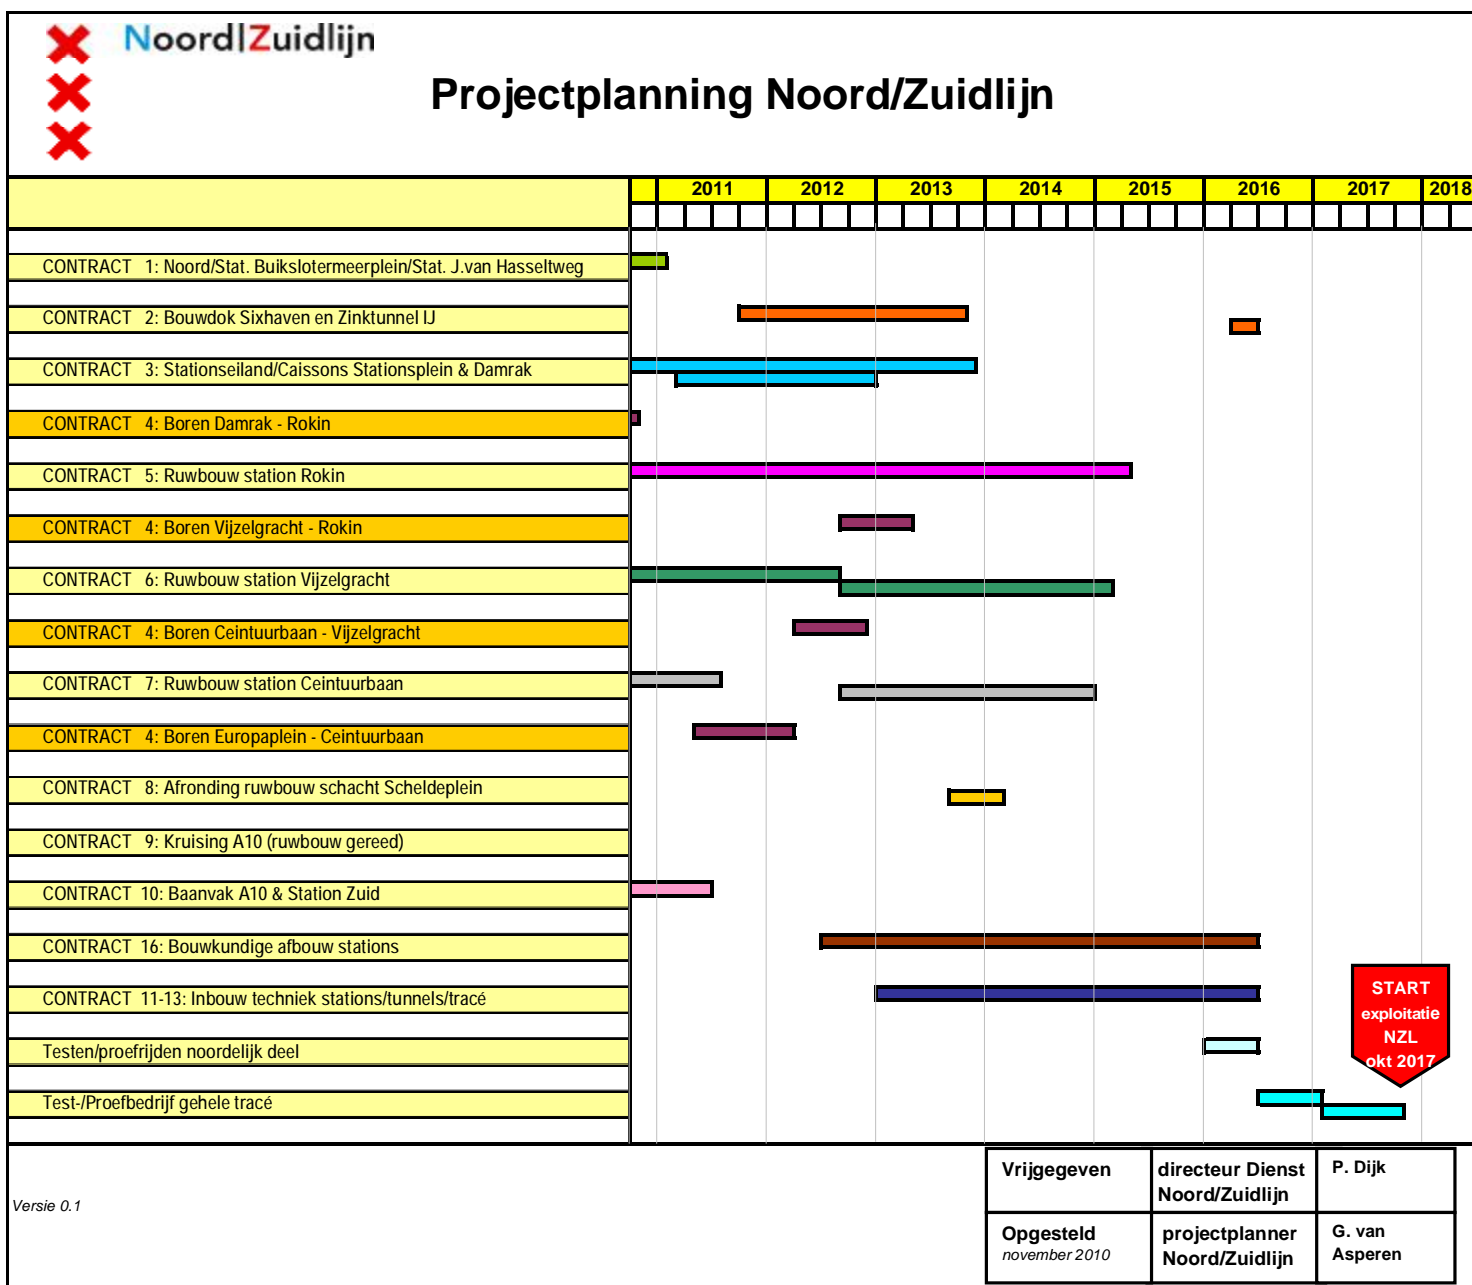 Noord|Zuidlijn
Projectplanning Noord/Zuidlijn
2011 2012 2013 2014 2015 2016 2017 2018
CONTRACT 1: Noord/Stat. Buikslotermeerplein/Stat. J.van Hasseltweg
CONTRACT 2: Bouwdok Sixhaven en Zinktunnel IJ
CONTRACT 3: Stationseiland/Caissons Stationsplein & Damrak
CONTRACT 4: Boren Damrak - Rokin
CONTRACT 5: Ruwbouw station Rokin
CONTRACT 4: Boren Vijzelgracht - Rokin
CONTRACT 6: Ruwbouw station Vijzelgracht
CONTRACT 4: Boren Ceintuurbaan - Vijzelgracht
CONTRACT 7: Ruwbouw station Ceintuurbaan
CONTRACT 4: Boren Europaplein - Ceintuurbaan
CONTRACT 8: Afronding ruwbouw schacht Scheldeplein
CONTRACT 9: Kruising A10 (ruwbouw gereed)
CONTRACT 10: Baanvak A10 & Station Zuid
CONTRACT 16: Bouwkundige afbouw stations
CONTRACT 11-13: Inbouw techniek stations/tunnels/tracé
Testen/proefrijden noordelijk deel
Test-/Proefbedrijf gehele tracé
START
exploitatie
NZL
okt 2017
Versie 0.1
Vrijgegeven
directeur Dienst
Noord/Zuidlijn
P. Dijk
Opgesteld
november 2010
projectplanner
Noord/Zuidlijn
G. van
Asperen